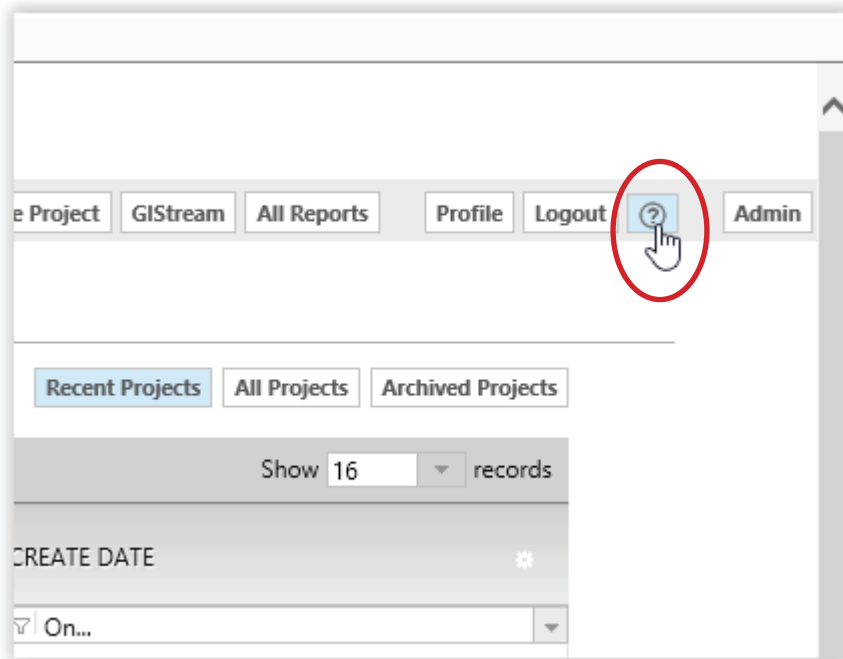 e Project GIStream All Reports Profile Logout ? Admin
Recent Projects All Projects Archived Projects
Show 16 records
CREATE DATE
On...